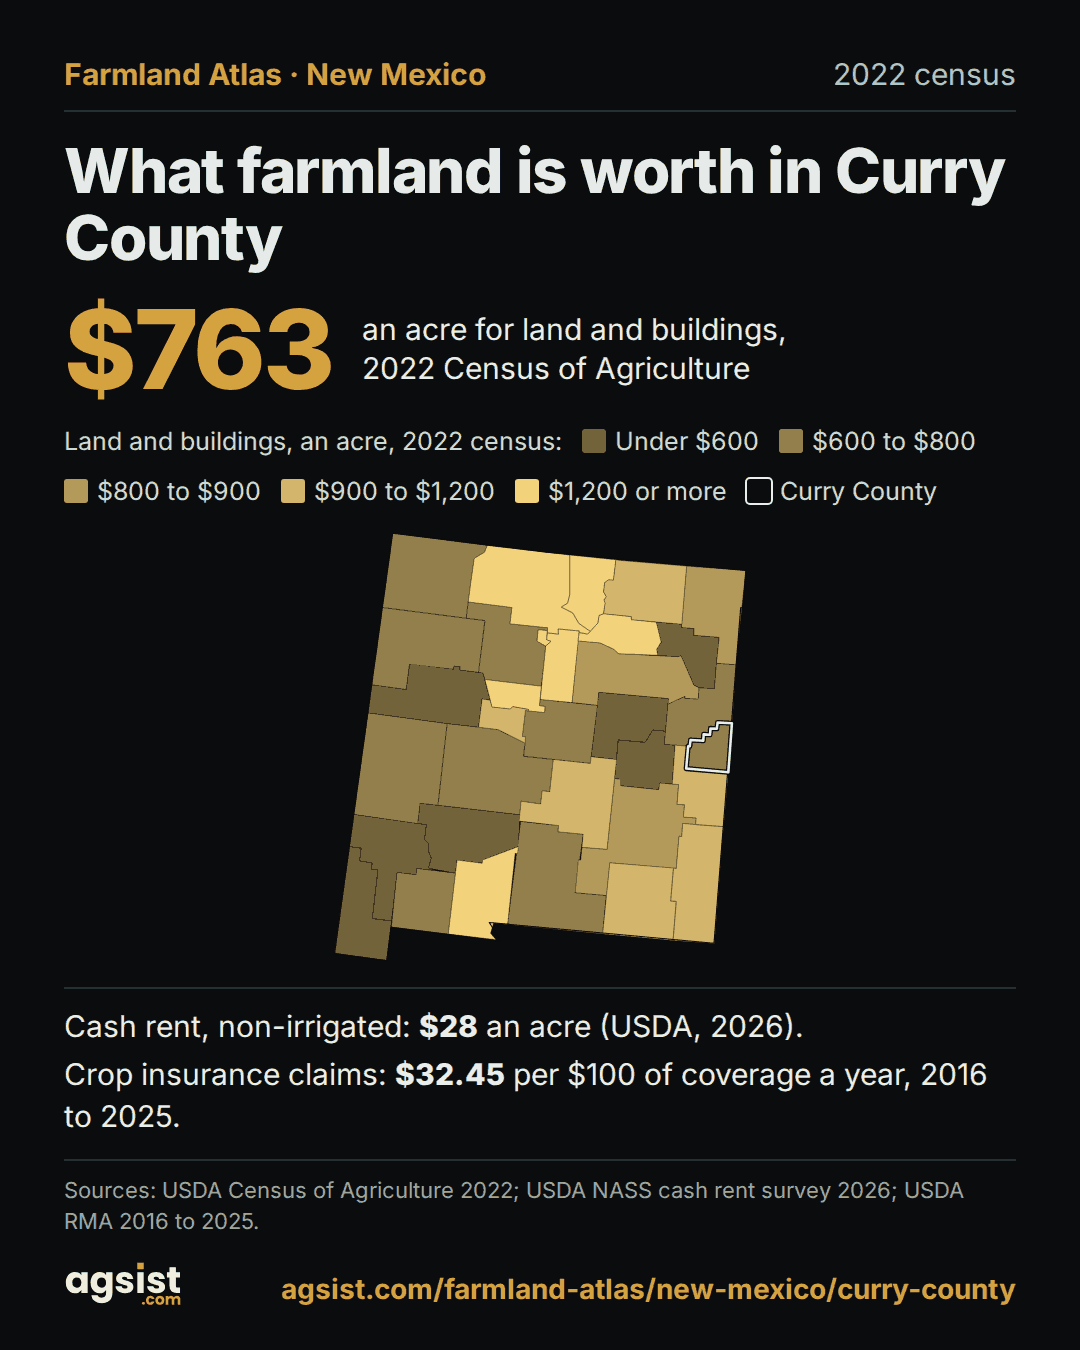 Farmland Atlas · New Mexico
2022 census
What farmland is worth in Curry
County
$763
an acre for land and buildings,
2022 Census of Agriculture
Land and buildings, an acre, 2022 census: Under $600 $600 to $800
$800 to $900 $900 to $1,200 $1,200 or more Curry County
Cash rent, non-irrigated: $28 an acre (USDA, 2026).
Crop insurance claims: $32.45 per $100 of coverage a year, 2016
to 2025.
Sources: USDA Census of Agriculture 2022; USDA NASS cash rent survey 2026; USDA
RMA 2016 to 2025.
agsist
.com
agsist.com/farmland-atlas/new-mexico/curry-county